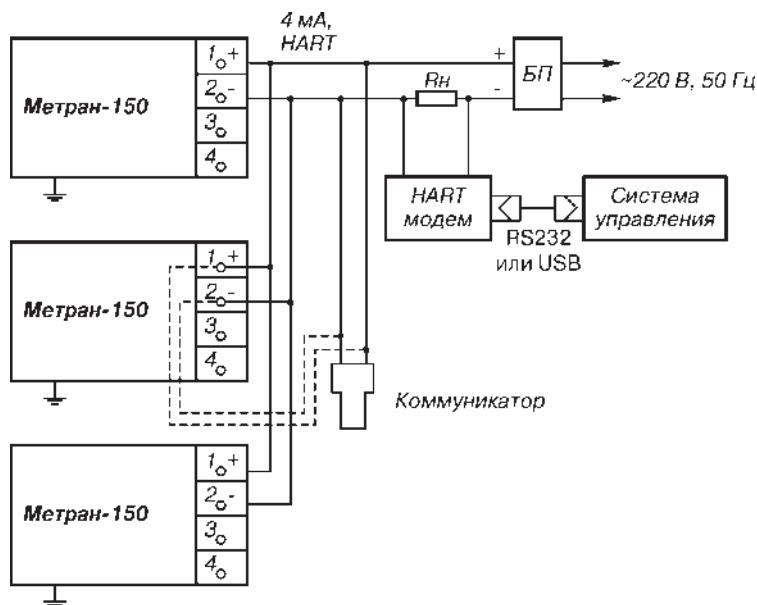 4 мА,
HART
Метран-150
1 +
2 -
3
4
+
-
Rн
БП
~220 В, 50 Гц
HART
модем
RS232
или USB
Система
управления
Метран-150
1 +
2 -
3
4
Коммуникатор
Метран-150
1 +
2 -
3
4